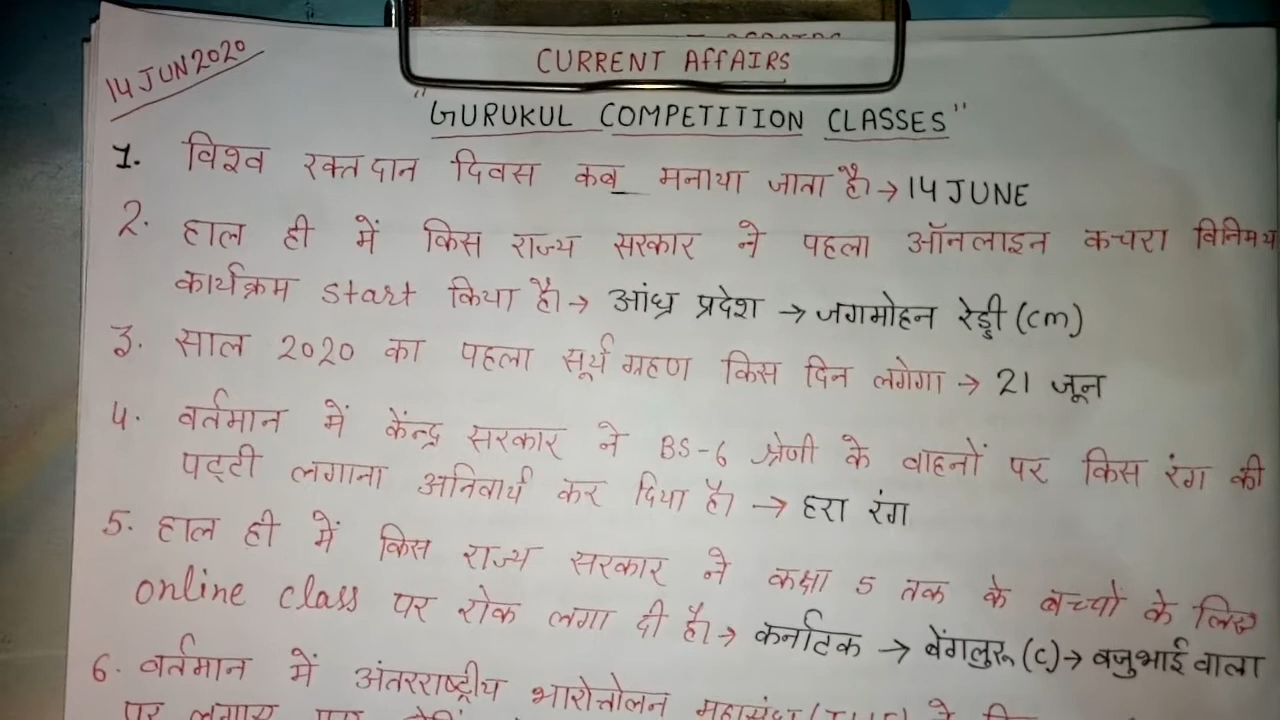 14 JUN 2020
CURRENT AFFAIRS
"GURUKUL COMPETITION CLASSES"
1. विश्व रक्तदान दिवस कब मनाया जाता है। → 14 JUNE
2. हाल ही में किस राज्य सरकार ने पहला ऑनलाइन कचरा विनिमय
कार्यक्रम start किया है। → आंध्र प्रदेश → जगमोहन रेड्डी (cm)
3. साल 2020 का पहला सूर्य ग्रहण किस दिन लगेगा → 21 जून
4. वर्तमान में केंन्द्र सरकार ने BS-6 श्रेणी के वाहनों पर किस रंग की
पट्टी लगाना अनिवार्य कर दिया है। → हरा रंग
5. हाल ही में किस राज्य सरकार ने कक्षा 5 तक के बच्चों के लिए
online class पर रोक लगा दी है। → कर्नाटक → बेंगलुरू (c) → वजुभाई वाला
6. वर्तमान में अंतरराष्ट्रीय भारोत्तोलन महासंघ